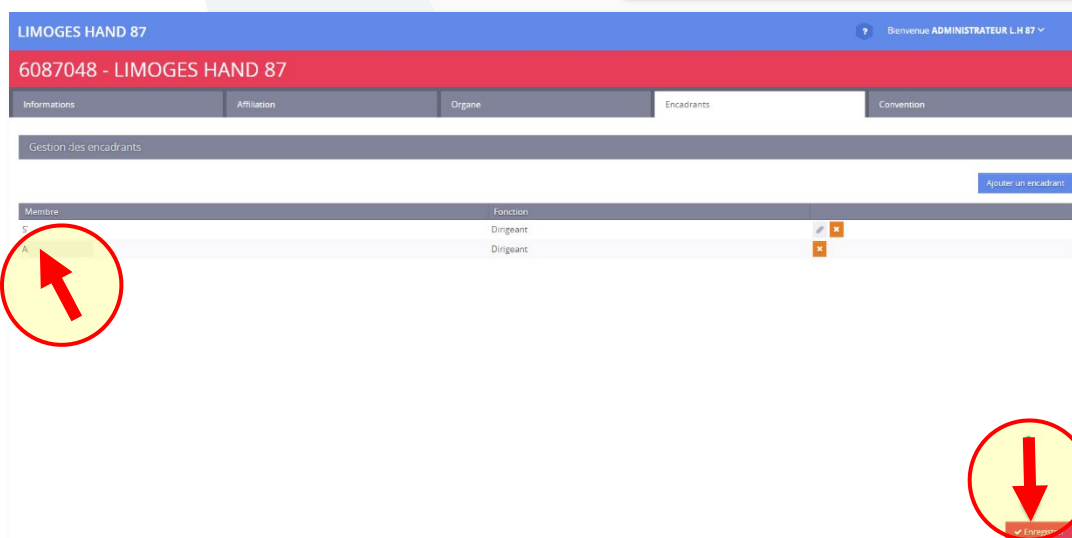 LIMOGES HAND 87
? Bienvenue ADMINISTRATEUR L.H 87
6087048 - LIMOGES HAND 87
Informations Affiliation Organe Encadrants Convention
Gestion des encadrants
Ajouter un encadrant
Membre Fonction
S Dirigeant
A Dirigeant